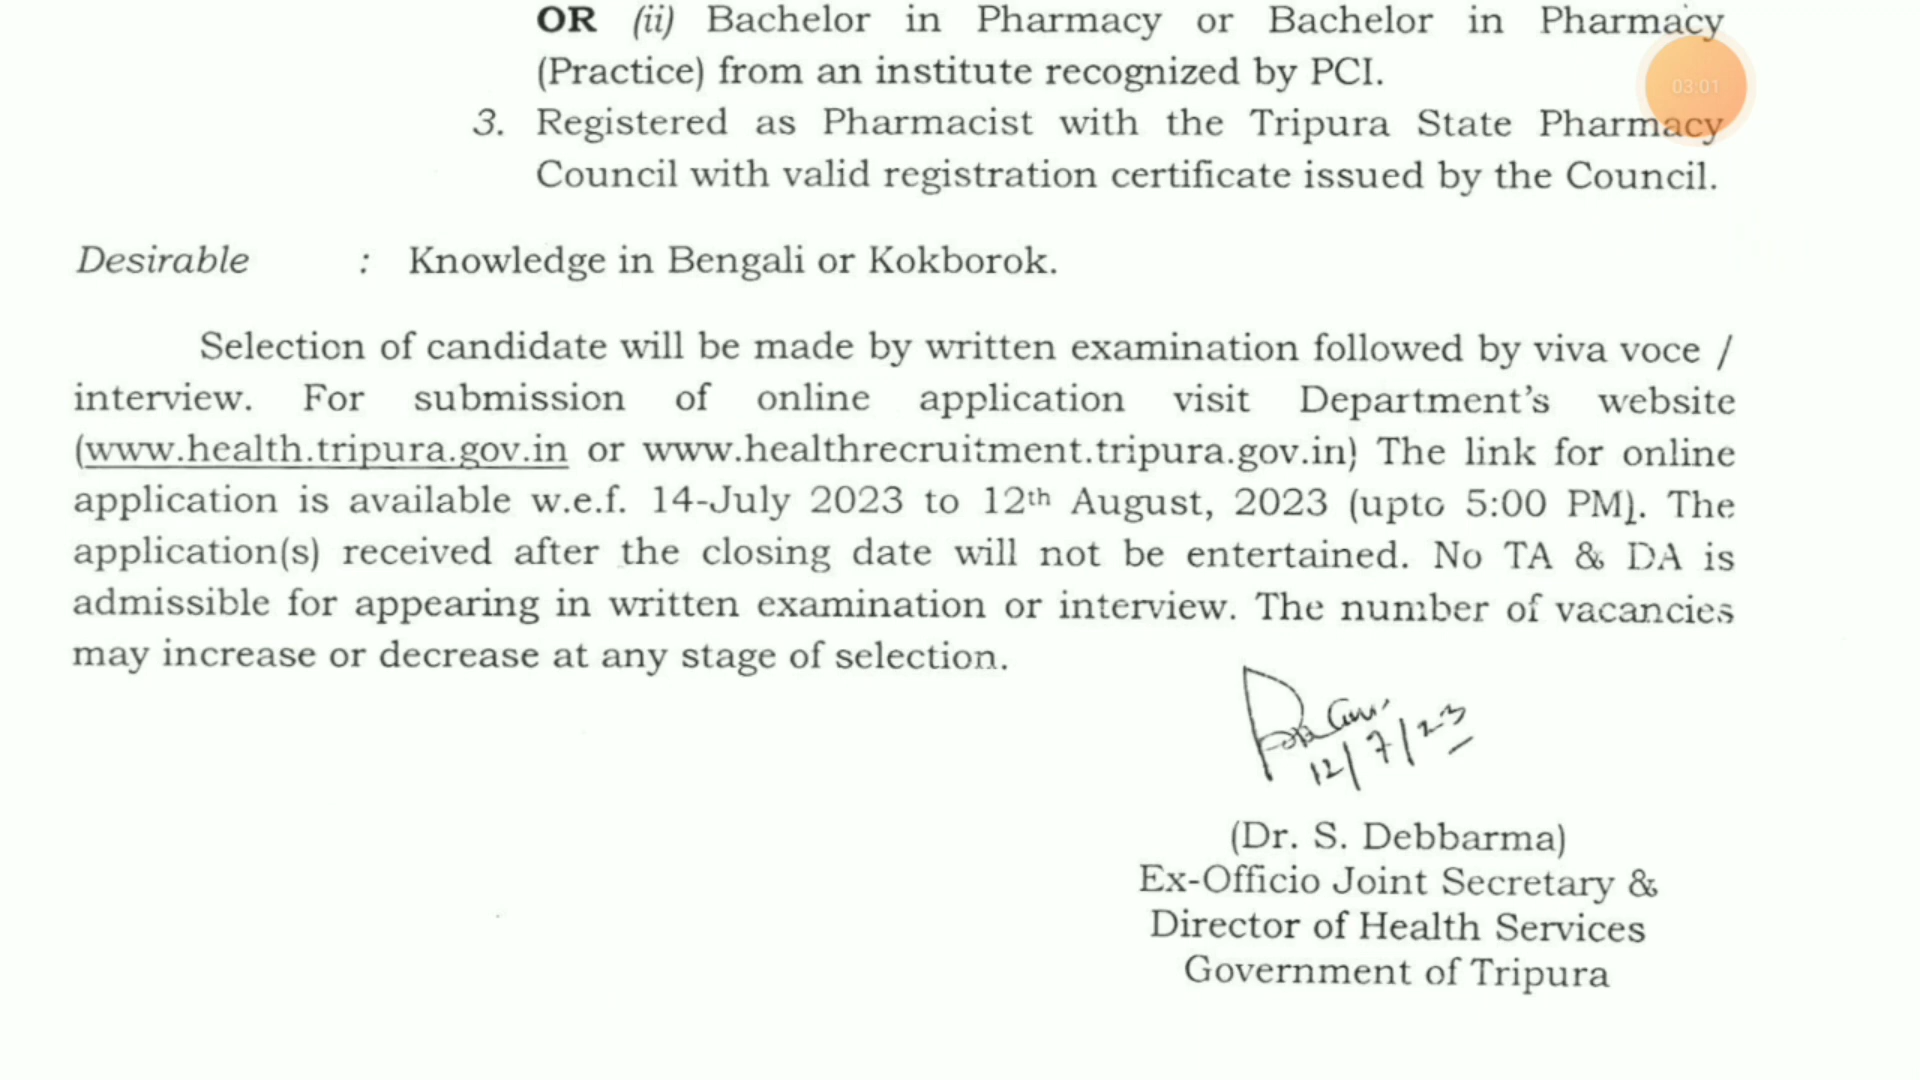 OR (ii) Bachelor in Pharmacy or Bachelor in Pharmacy
(Practice) from an institute recognized by PCI.
03:01
3. Registered as Pharmacist with the Tripura State Pharmacy
Council with valid registration certificate issued by the Council.
Desirable : Knowledge in Bengali or Kokborok.
Selection of candidate will be made by written examination followed by viva voce /
interview. For submission of online application visit Department's website
(www.health.tripura.gov.in or www.healthrecruitment.tripura.gov.in) The link for online
application is available w.e.f. 14-July 2023 to 12th August, 2023 (upto 5:00 PM). The
application(s) received after the closing date will not be entertained. No TA & DA is
admissible for appearing in written examination or interview. The number of vacancies
may increase or decrease at any stage of selection.
12/7/23
(Dr. S. Debbarma)
Ex-Officio Joint Secretary &
Director of Health Services
Government of Tripura